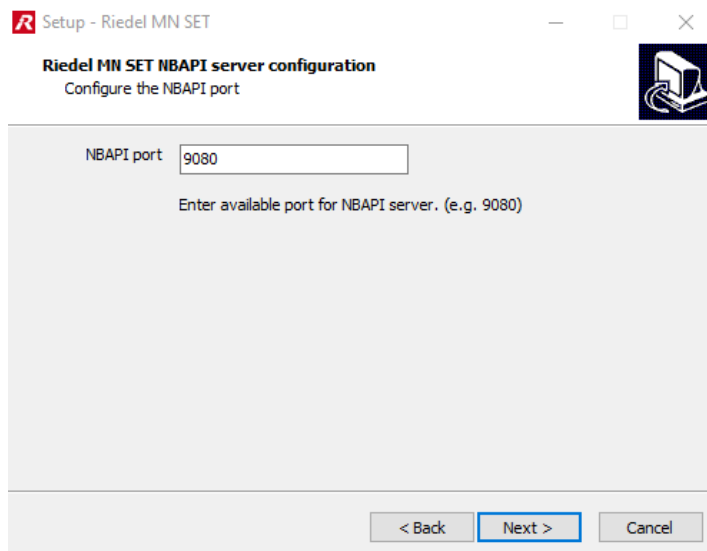 Setup - Riedel MN SET
Riedel MN SET NBAPI server configuration
Configure the NBAPI port
NBAPI port 9080
Enter available port for NBAPI server. (e.g. 9080)
< Back Next > Cancel